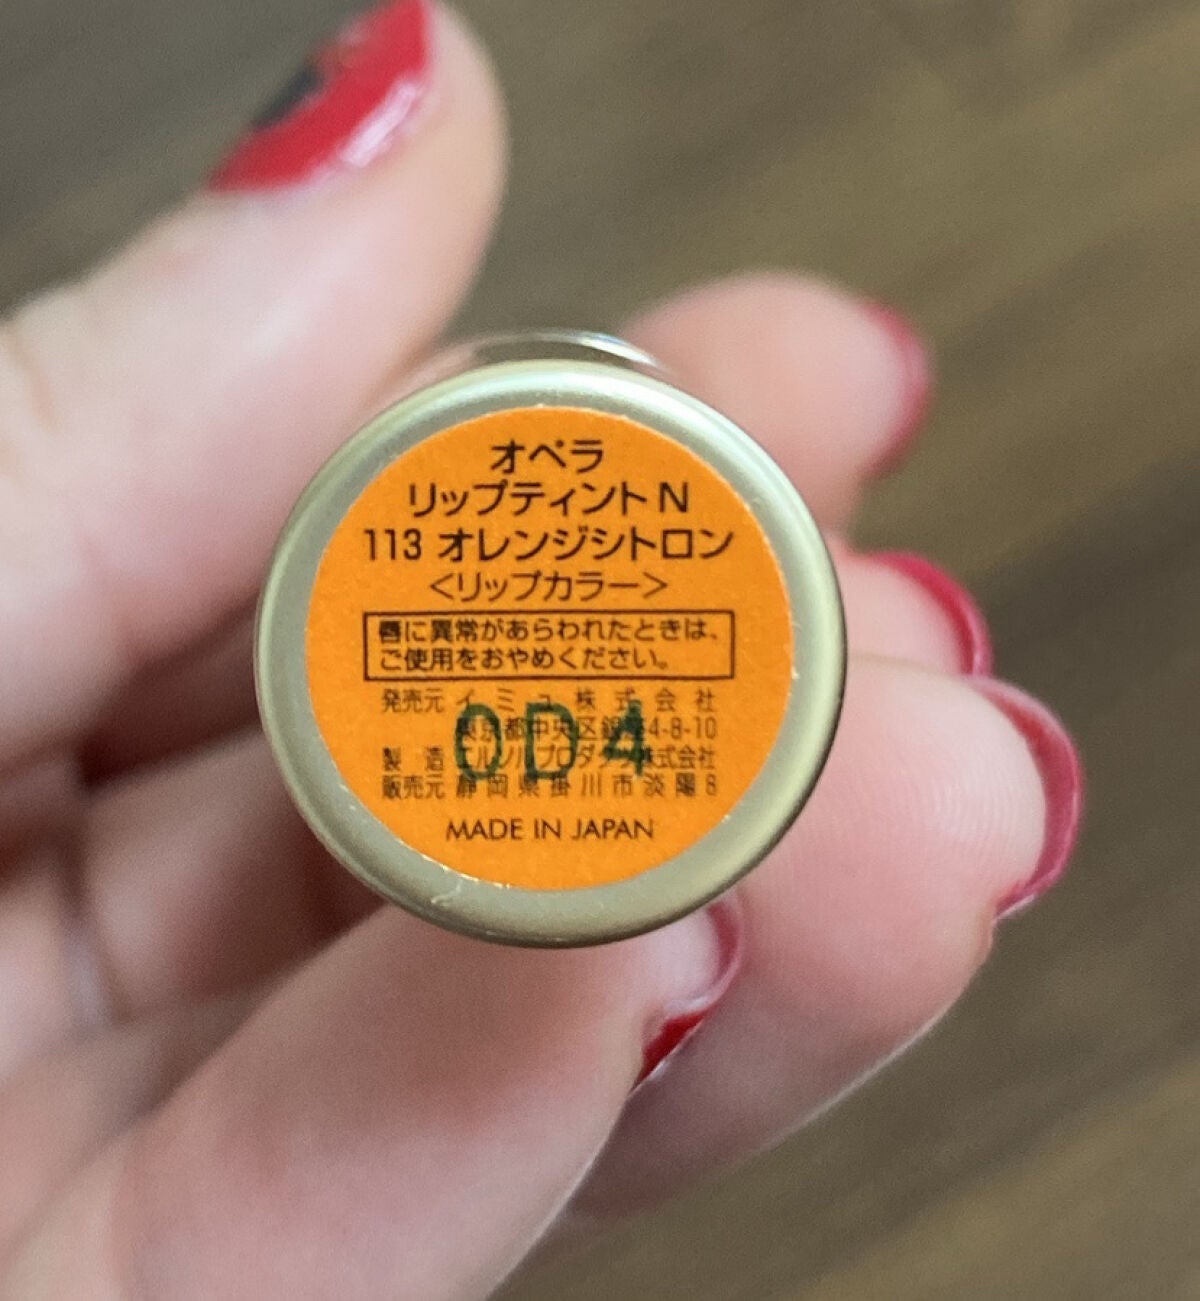 オペラ
リップティント N
113 オレンジシトロン
<リップカラー>
唇に異常があらわれたときは、
ご使用をおやめください。
発売元 イミュ株式会社
東京都中央区銀座4-8-10
製造 株式会社
販売元 静岡県掛川市淡陽8
0D4
MADE IN JAPAN